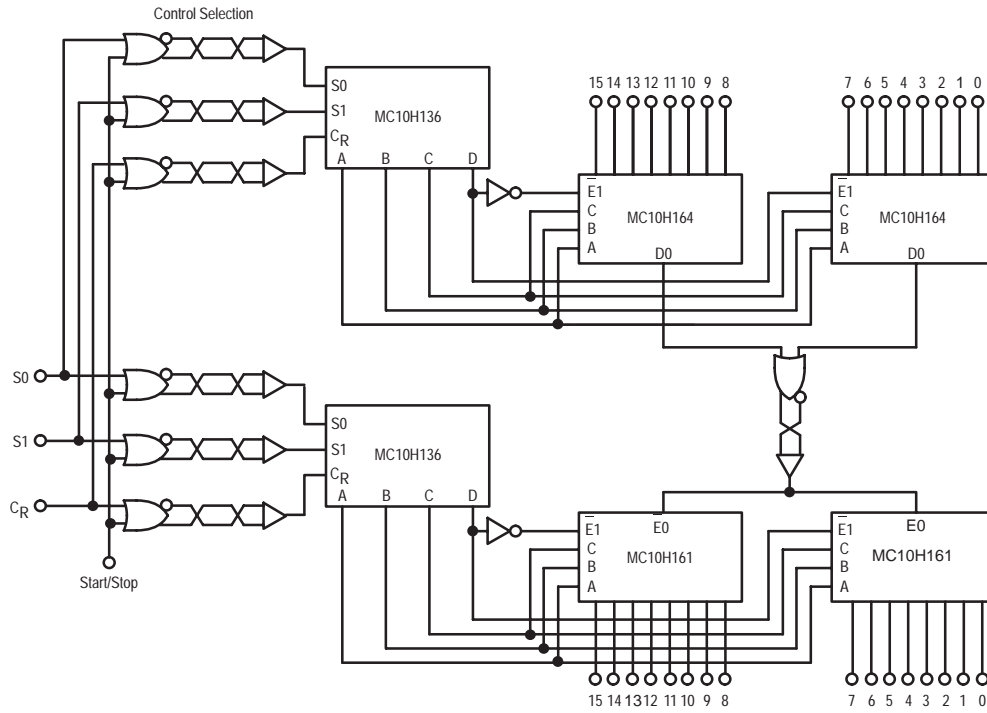 Control Selection
15 14 13 12 11 10 9 8
7 6 5 4 3 2 1 0
S0
S1
CR
MC10H136
A B C D
E1
C
B
A
MC10H164
D0
E1
C
B
A
MC10H164
D0
S0
S1
CR
Start/Stop
S0
S1
CR
MC10H136
A B C D
E1
C
B
A
E0
MC10H161
E1
C
B
A
E0
MC10H161
15 14 13 12 11 10 9 8
7 6 5 4 3 2 1 0